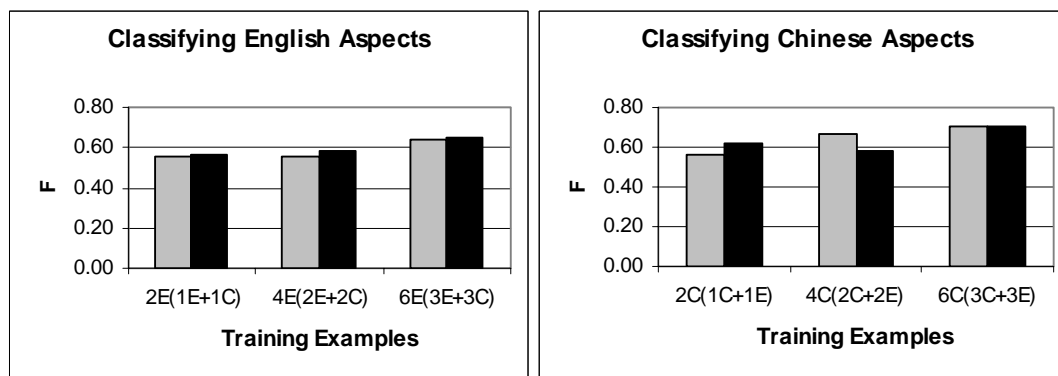 Classifying English Aspects
0.80
0.60
0.40
0.20
0.00
F
2E(1E+1C) 4E(2E+2C) 6E(3E+3C)
Training Examples
Classifying Chinese Aspects
0.80
0.60
0.40
0.20
0.00
F
2C(1C+1E) 4C(2C+2E) 6C(3C+3E)
Training Examples